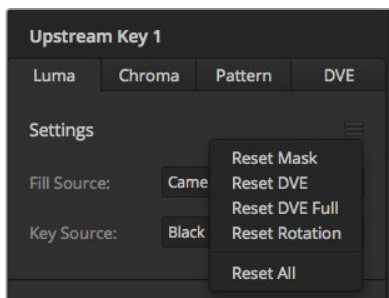 Upstream Key 1
Luma Chroma Pattern DVE
Settings
Reset Mask
Fill Source: Came Reset DVE
Reset DVE Full
Key Source: Black Reset Rotation
Reset All